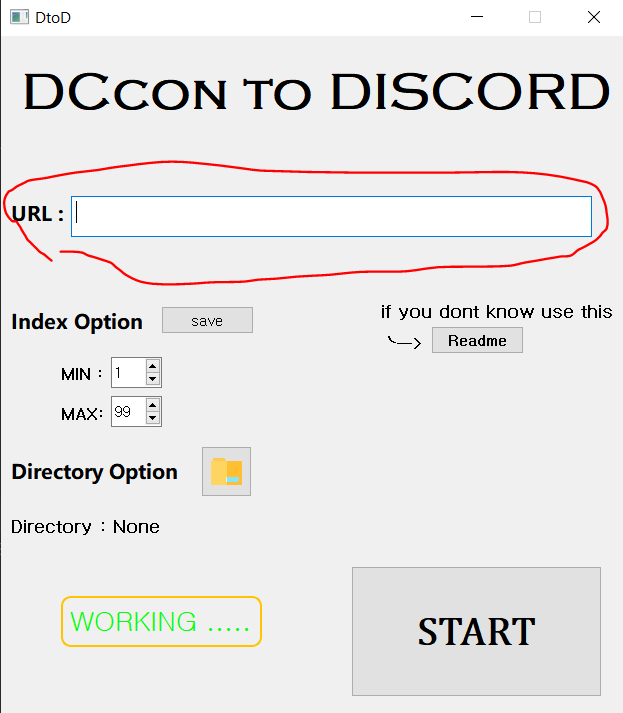 DtoD
DCCON TO DISCORD
URL :
Index Option
save
if you dont know use this
Readme
MIN :
1
MAX:
99
Directory Option
Directory : None
WORKING .....
START